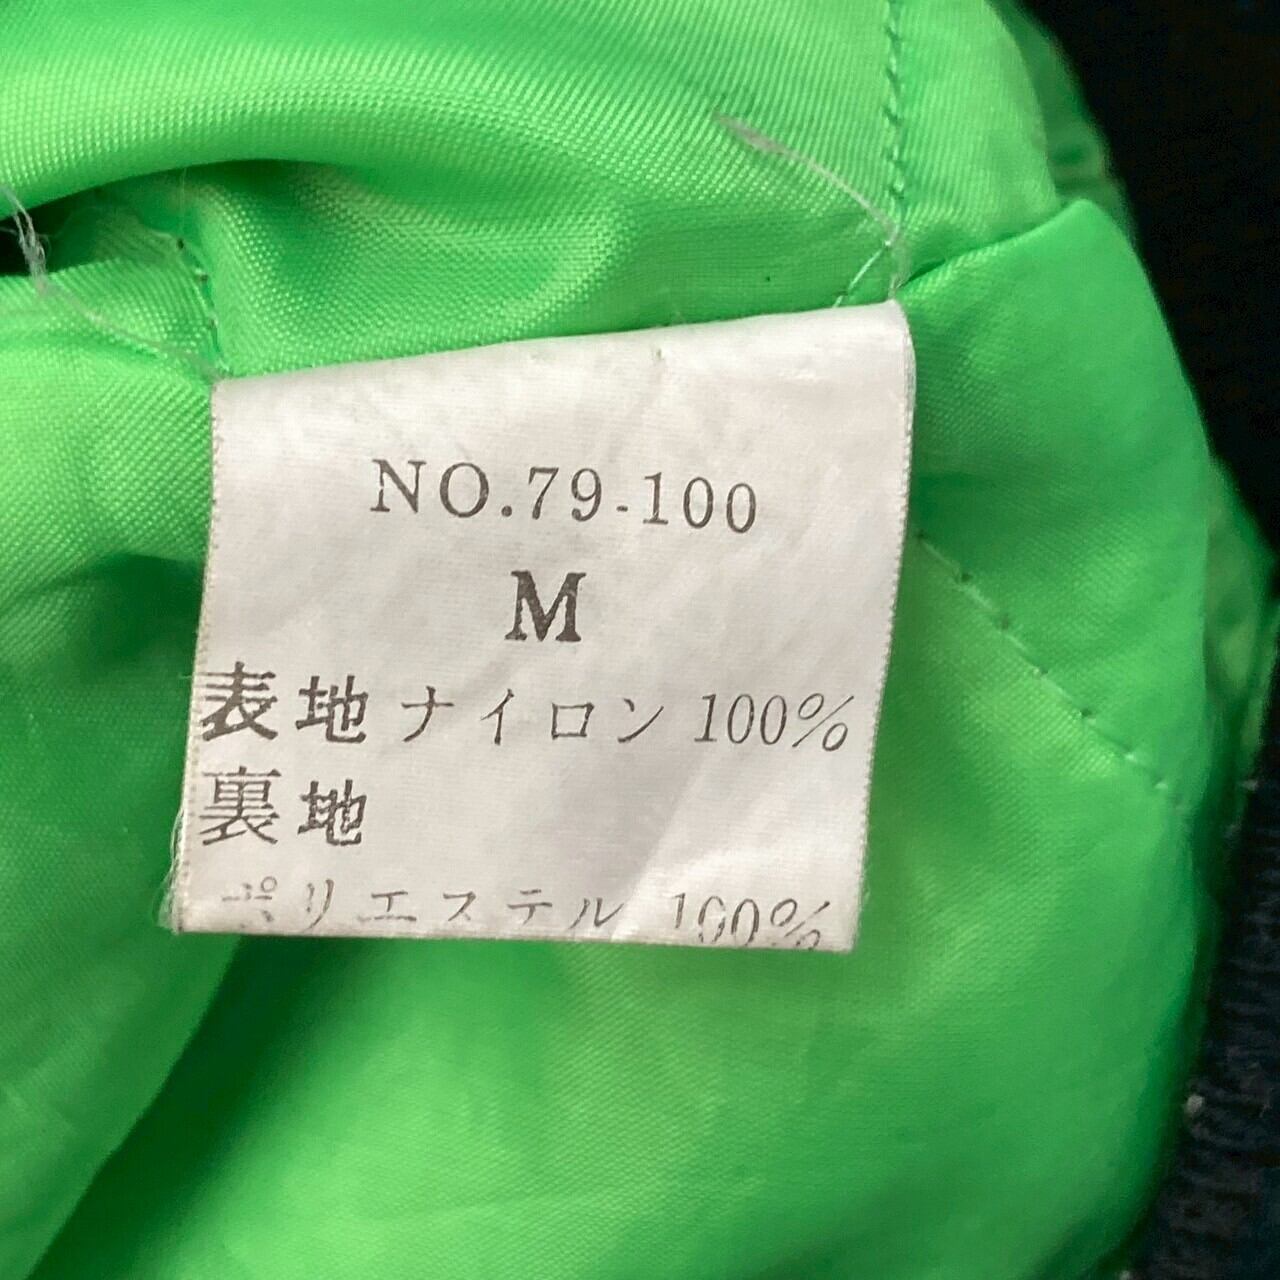 NO.79-100
M
表地 ナイロン 100%
裏地
ポリエステル 100%